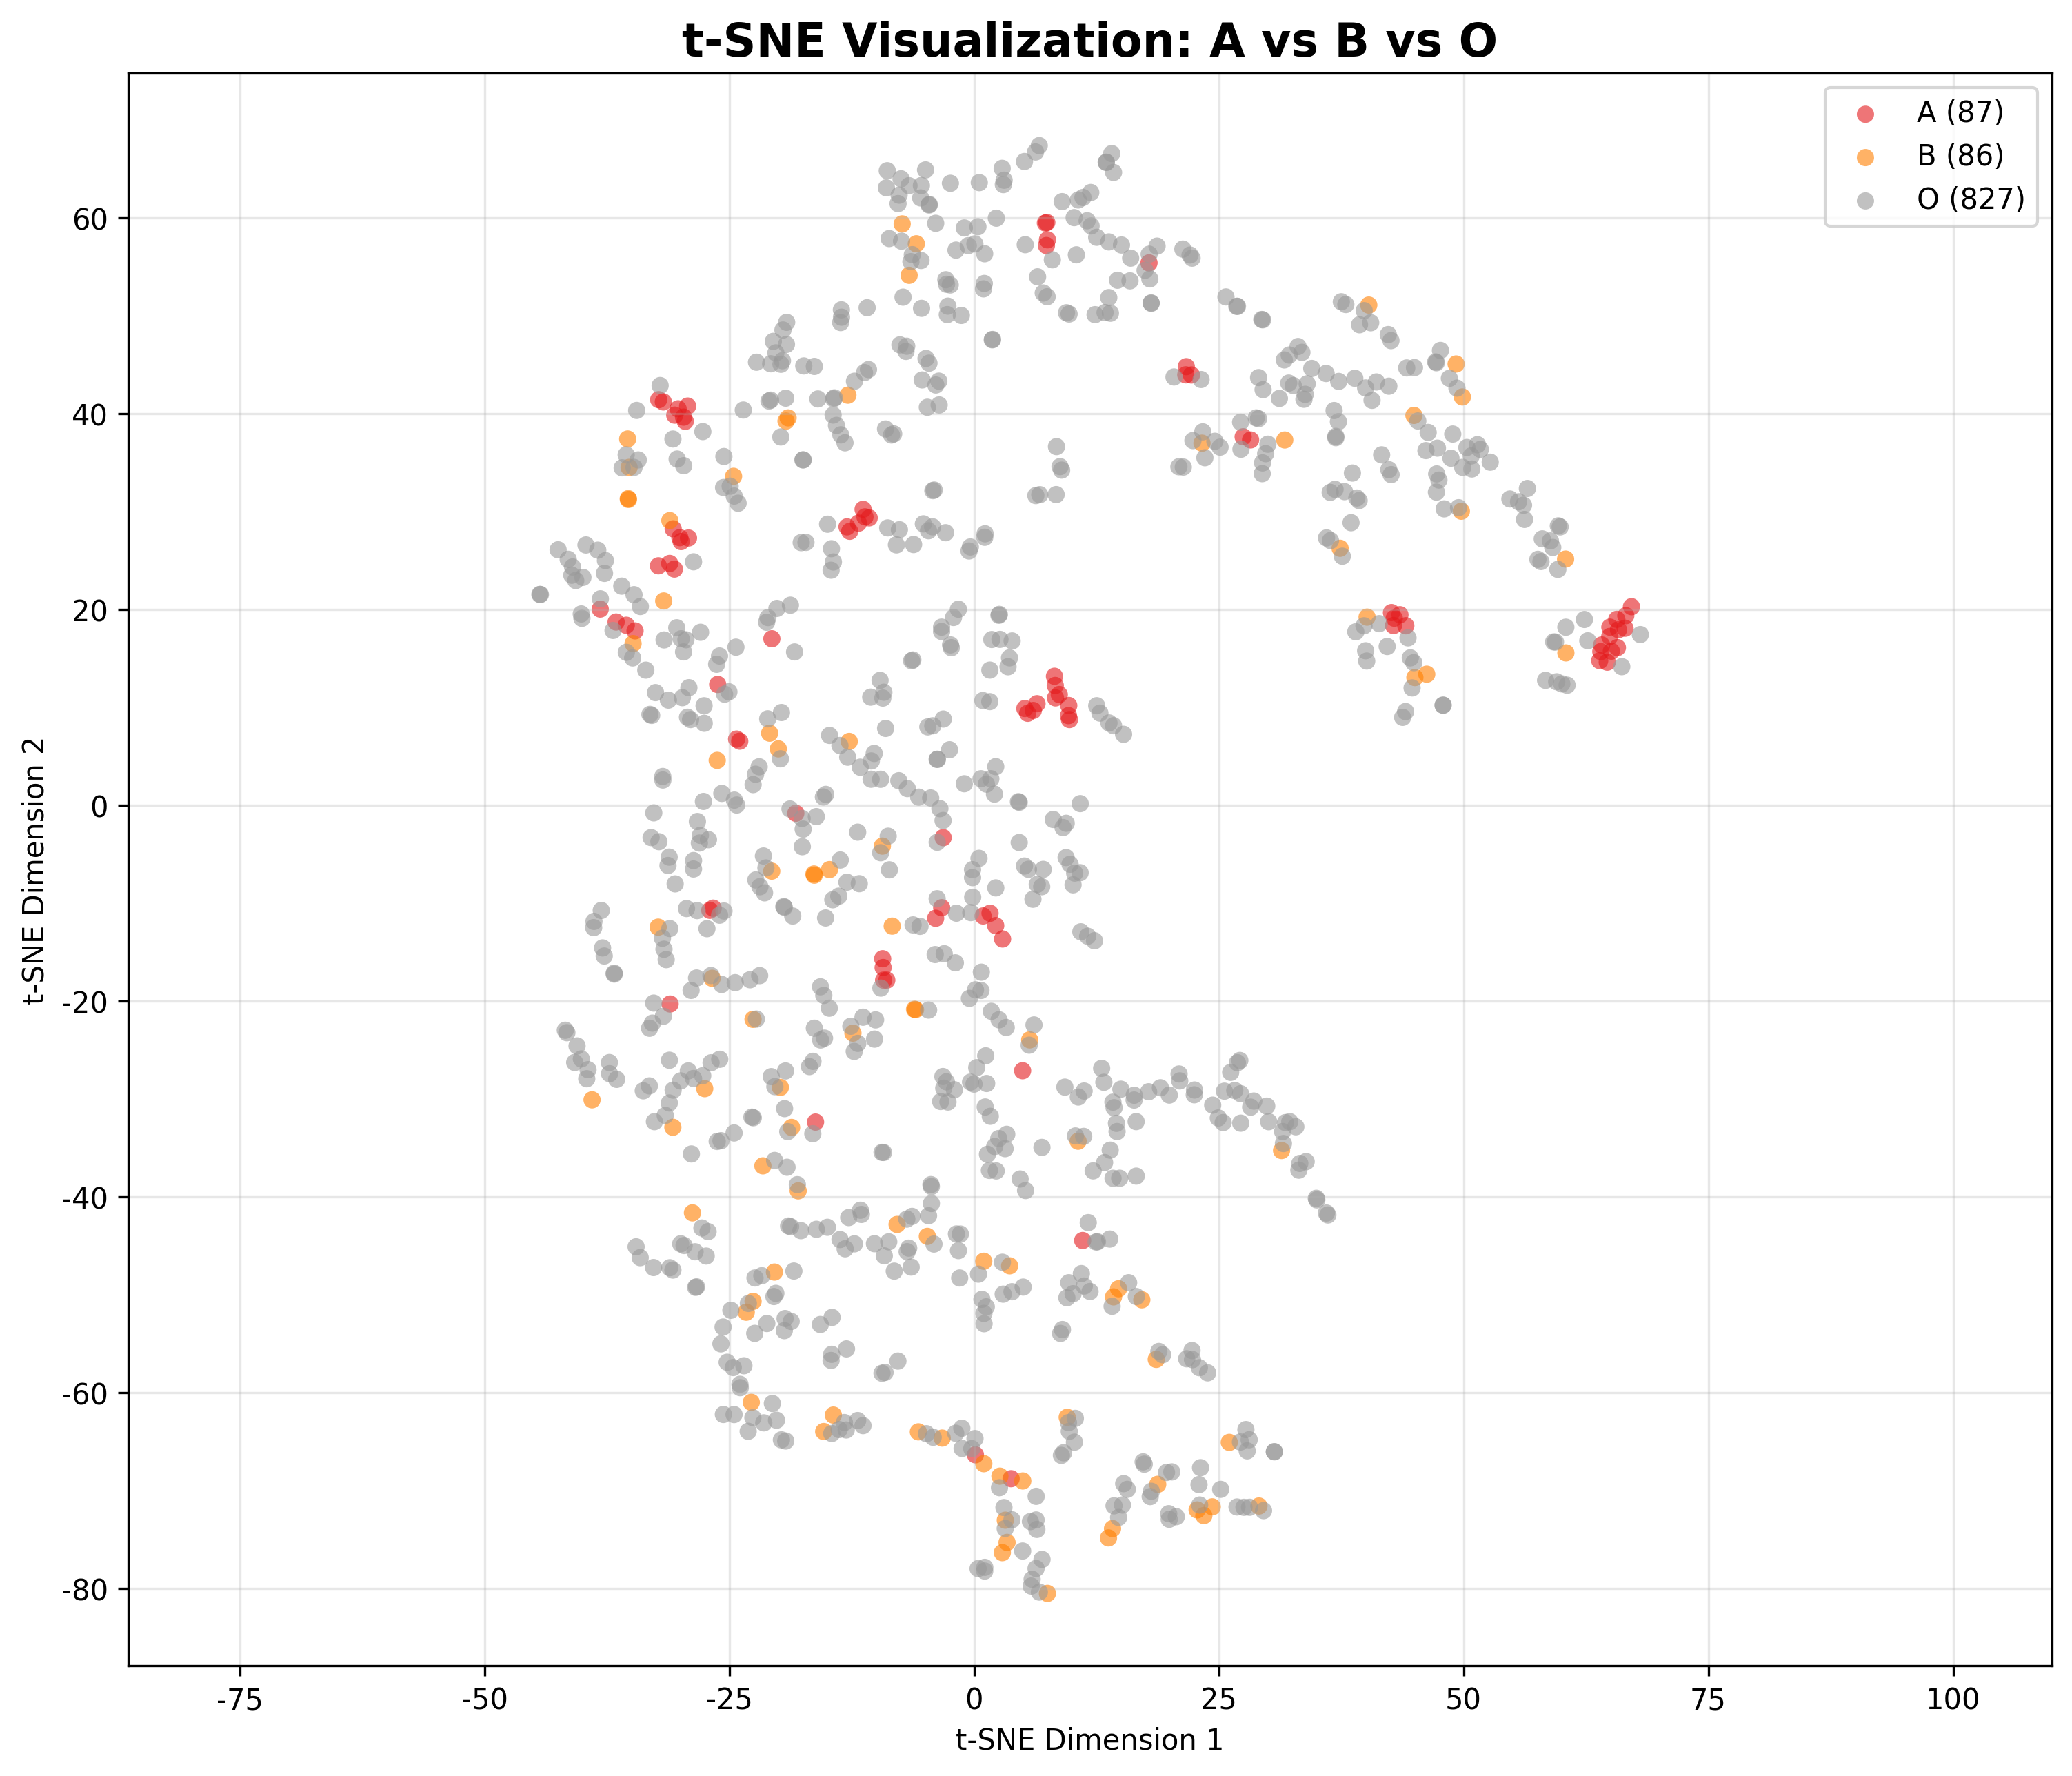 t-SNE Visualization: A vs B vs O
A (87)
B (86)
O (827)
60
40
20
0
-20
-40
-60
-80
t-SNE Dimension 2
-75
-50
-25
0
25
50
75
100
t-SNE Dimension 1